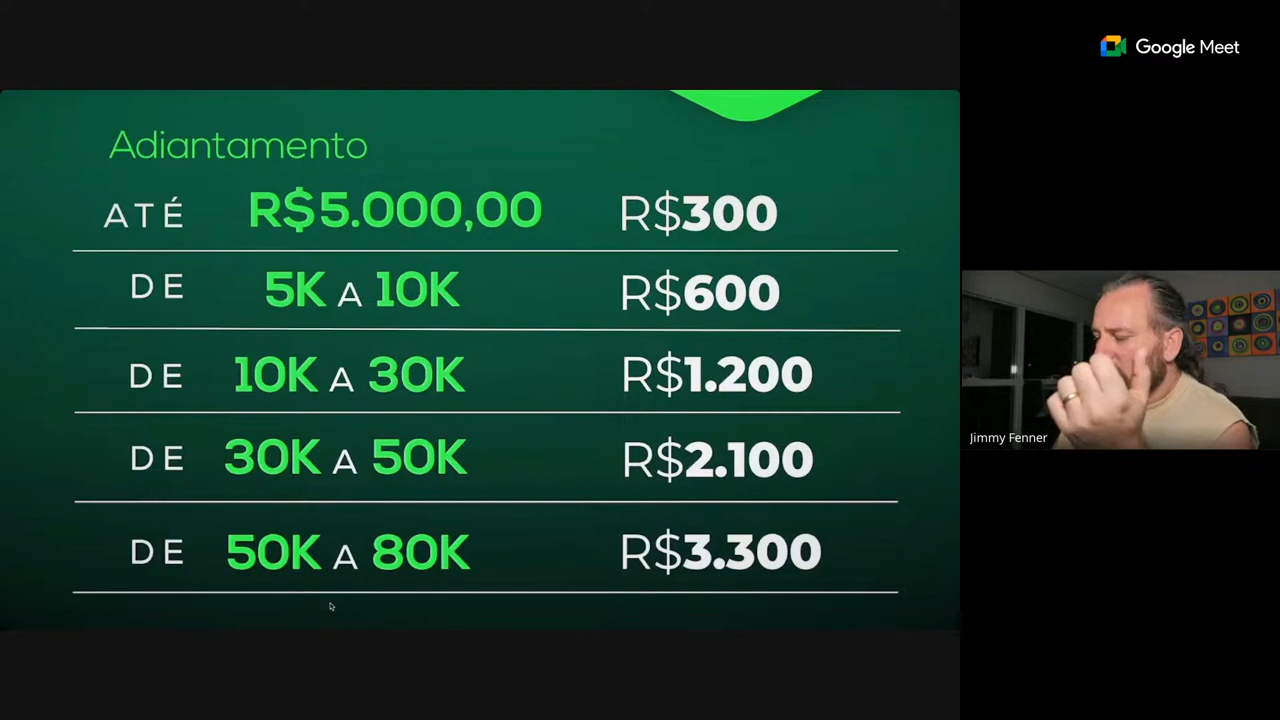 Google Meet
Adiantamento
ATÉ R$5.000,00 R$300
DE 5K A 10K R$600
DE 10K A 30K R$1.200
DE 30K A 50K R$2.100
DE 50K A 80K R$3.300
Jimmy Fenner